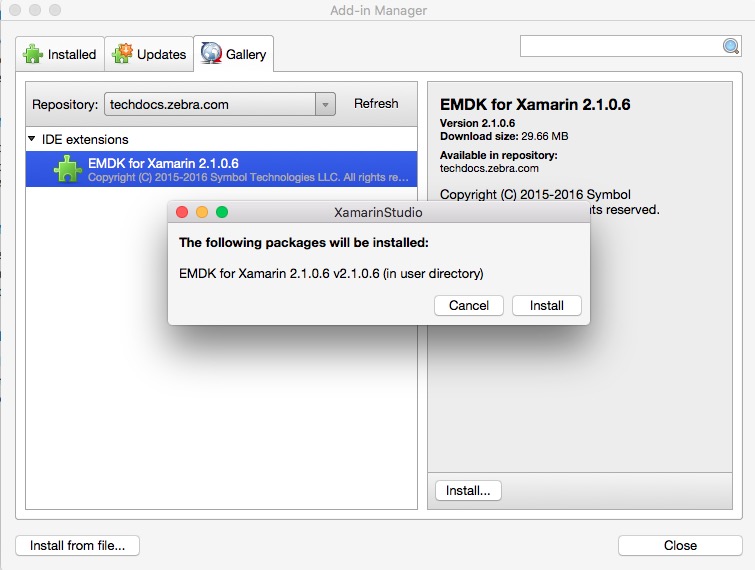 Add-in Manager
Installed
Updates
Gallery
Repository:
techdocs.zebra.com
Refresh
IDE extensions
EMDK for Xamarin 2.1.0.6
Copyright (C) 2015-2016 Symbol Technologies LLC. All rights re...
EMDK for Xamarin 2.1.0.6
Version 2.1.0.6
Download size: 29.66 MB
Available in repository:
techdocs.zebra.com
Copyright (C) 2015-2016 Symbol
reserved.
XamarinStudio
The following packages will be installed:
EMDK for Xamarin 2.1.0.6 v2.1.0.6 (in user directory)
Cancel
Install
Install...
Install from file...
Close